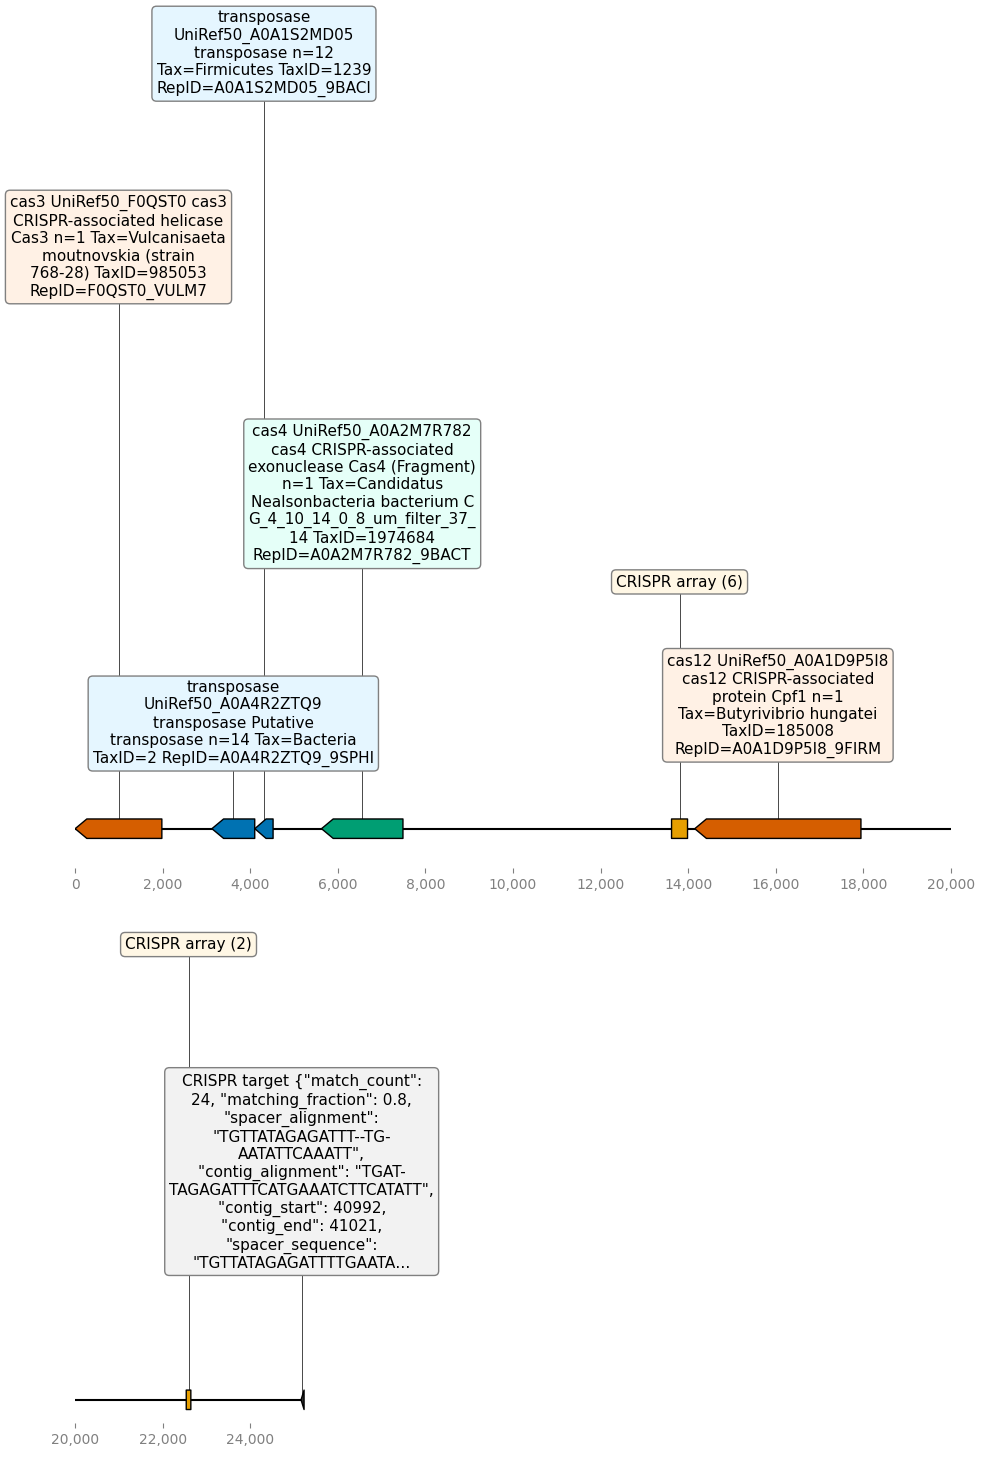 transposase
UniRef50_A0A1S2MD05
transposase n=12
Tax=Firmicutes TaxID=1239
RepID=A0A1S2MD05_9BACI
cas3 UniRef50_F0QST0 cas3
CRISPR-associated helicase
Cas3 n=1 Tax=Vulcanisaeta
moutnovskia (strain
768-28) TaxID=985053
RepID=F0QST0_VULM7
cas4 UniRef50_A0A2M7R782
cas4 CRISPR-associated
exonuclease Cas4 (Fragment)
n=1 Tax=Candidatus
Nealsonbacteria bacterium C
G_4_10_14_0_8_um_filter_37_
14 TaxID=1974684
RepID=A0A2M7R782_9BACT
CRISPR array (6)
cas12 UniRef50_A0A1D9P5I8
cas12 CRISPR-associated
protein Cpf1 n=1
Tax=Butyrivibrio hungatei
TaxID=185008
RepID=A0A1D9P5I8_9FIRM
transposase
UniRef50_A0A4R2ZTQ9
transposase Putative
transposase n=14 Tax=Bacteria
TaxID=2 RepID=A0A4R2ZTQ9_9SPHI
0 2,000 4,000 6,000 8,000 10,000 12,000 14,000 16,000 18,000 20,000
CRISPR array (2)
CRISPR target {"match_count":
24, "matching_fraction": 0.8,
"spacer_alignment":
"TGTTATAGAGATTT--TG-
AATATTCAAATT",
"contig_alignment": "TGAT-
TAGAGATTTCATGAAATCTTCATATT",
"contig_start": 40992,
"contig_end": 41021,
"spacer_sequence":
"TGTTATAGAGATTTTGAATA...
20,000 22,000 24,000